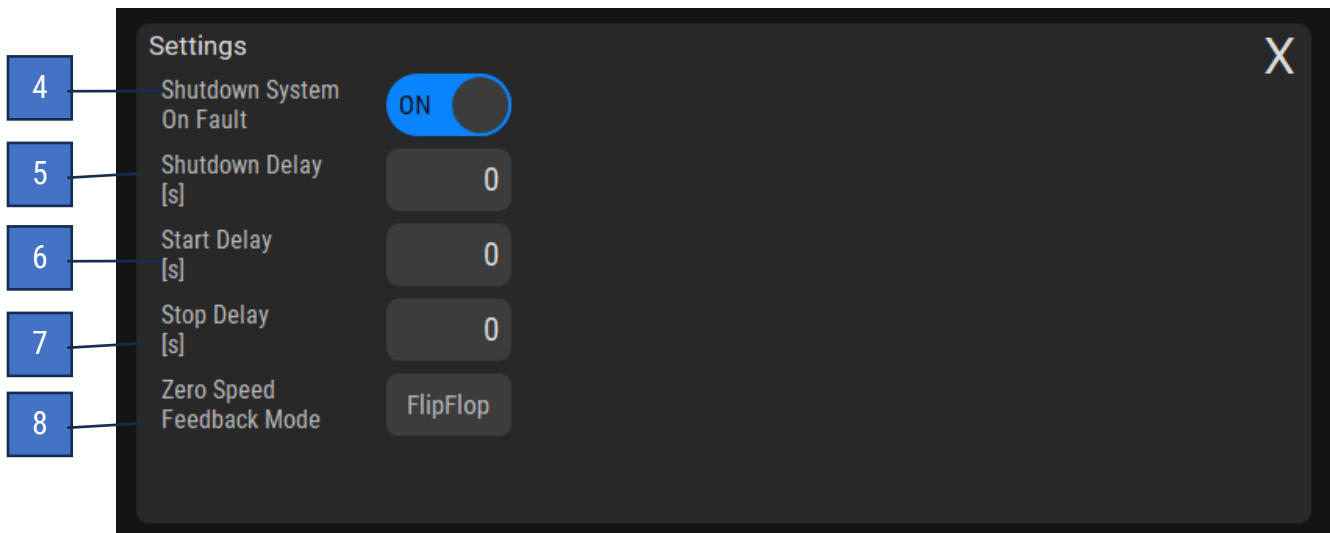 Settings
X
4
Shutdown System
On Fault
ON
5
Shutdown Delay
[s]
0
6
Start Delay
[s]
0
7
Stop Delay
[s]
0
8
Zero Speed
Feedback Mode
FlipFlop